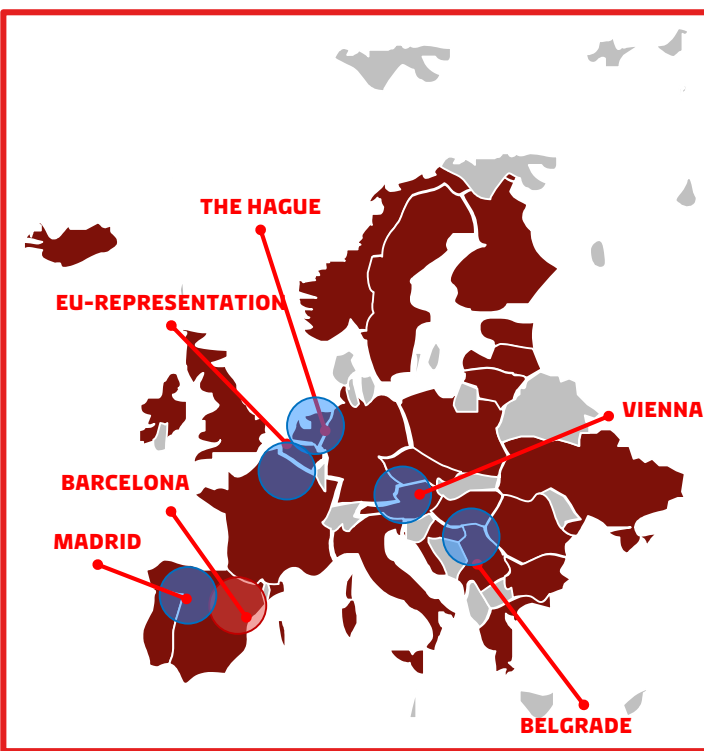 THE HAGUE
EU-REPRESENTATION
VIENNA
BARCELONA
MADRID
BELGRADE